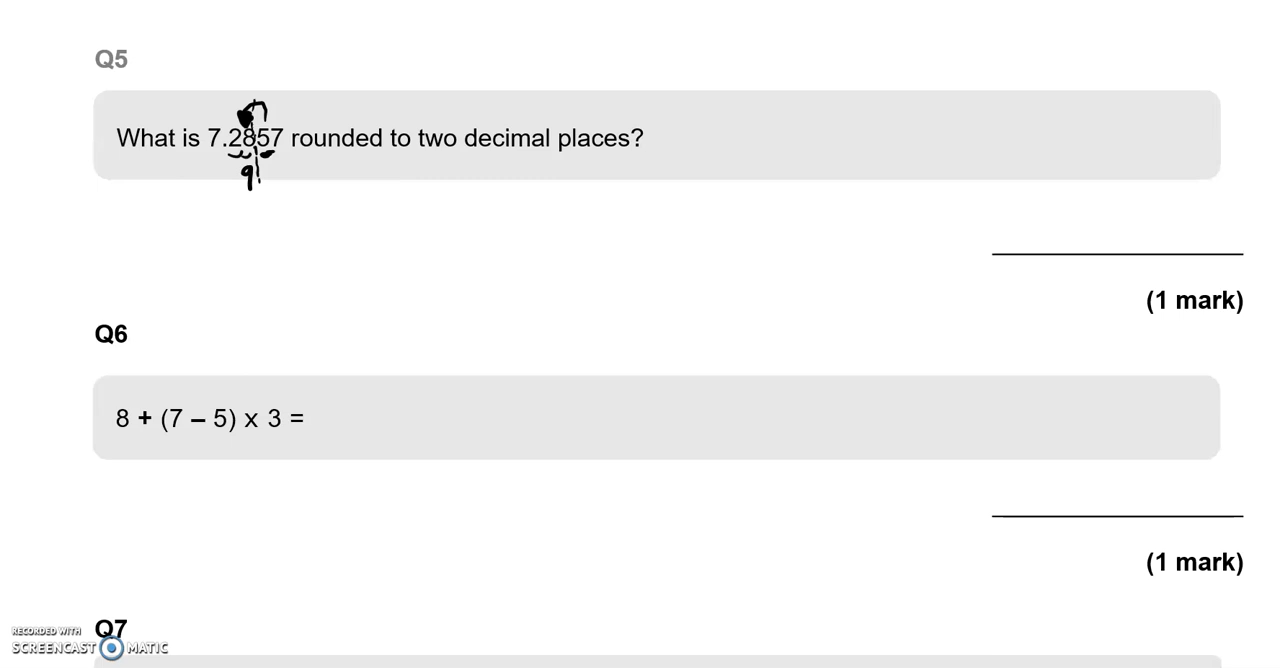 Q5
What is 7.2857 rounded to two decimal places?
9
(1 mark)
Q6
8 + (7 – 5) x 3 =
(1 mark)
Q7
RECORDED WITH
SCREENCAST MATIC